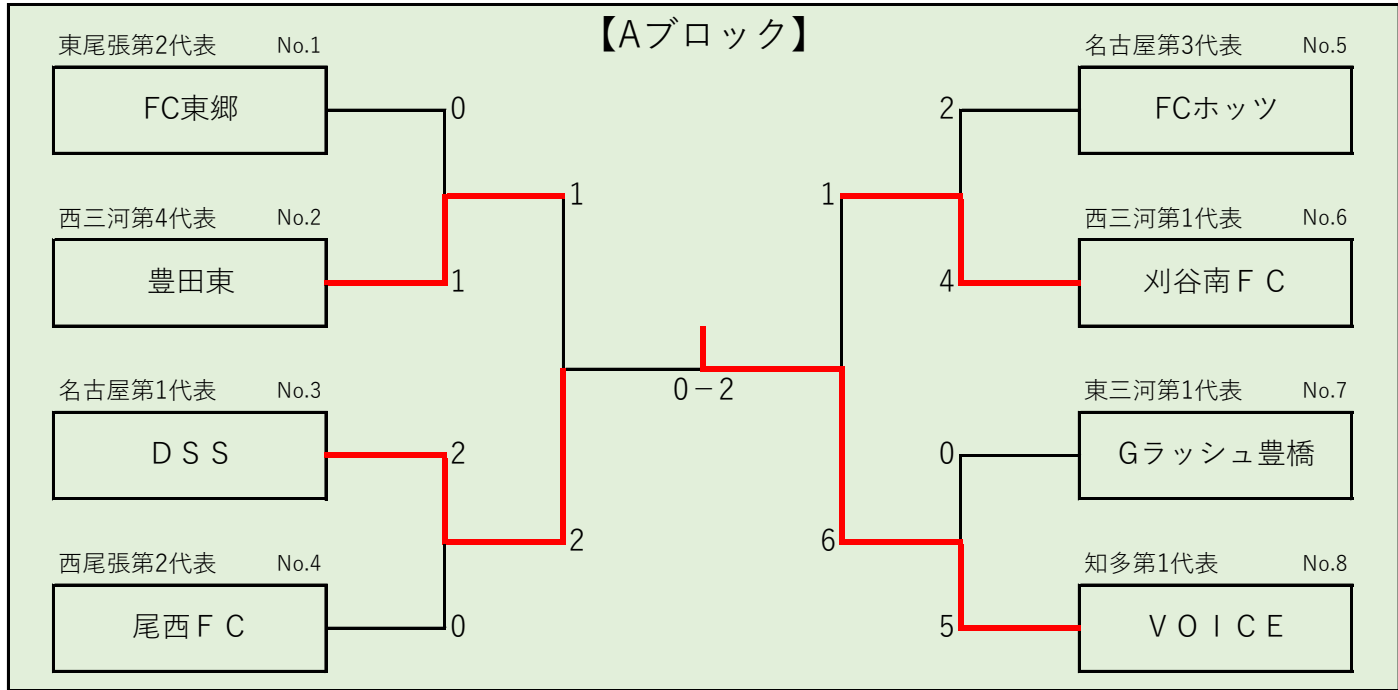 【Aブロック】
東尾張第2代表 No.1
FC東郷
0
1
西三河第4代表 No.2
豊田東
1
名古屋第1代表 No.3
ＤＳＳ
2
2
西尾張第2代表 No.4
尾西ＦＣ
0
0－2
名古屋第3代表 No.5
2
FCホッツ
1
西三河第1代表 No.6
4
刈谷南ＦＣ
東三河第1代表 No.7
0
Gラッシュ豊橋
6
知多第1代表 No.8
5
ＶＯＩＣＥ